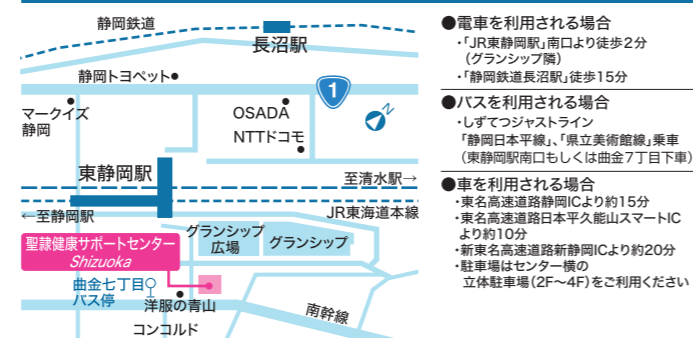 静岡鉄道
長沼駅
静岡トヨペット●
マークイズ
静岡
OSADA
NTTドコモ
1
N
東静岡駅
至清水駅→
←至静岡駅
JR東海道本線
聖隷健康サポートセンター
Shizuoka
グランシップ
広場
グランシップ
曲金七丁目
バス停
洋服の青山
コンコルド
南幹線
●電車を利用される場合
・「JR東静岡駅」南口より徒歩2分
（グランシップ隣）
・「静岡鉄道長沼駅」徒歩15分
●バスを利用される場合
・しずてつジャストライン
「静岡日本平線」、「県立美術館線」乗車
（東静岡駅南口もしくは曲金7丁目下車）
●車を利用される場合
・東名高速道路静岡ICより約15分
・東名高速道路日本平久能山スマートIC
より約10分
・新東名高速道路新静岡ICより約20分
・駐車場はセンター横の
立体駐車場（2F～4F）をご利用ください